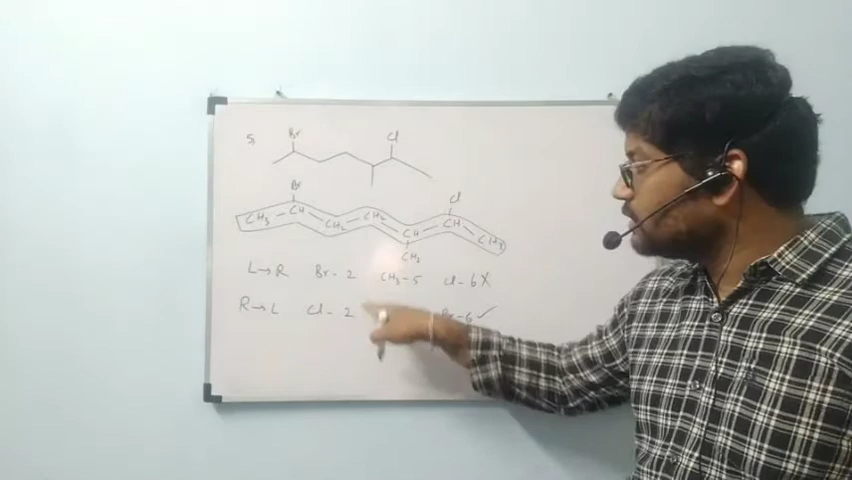 5,
Br Cl
Br Cl
CH3 CH CH2 CH2 CH CH CH3
CH3
L→R Br-2 CH3-5 Cl-6 X
R→L Cl-2 Br-6 ✓